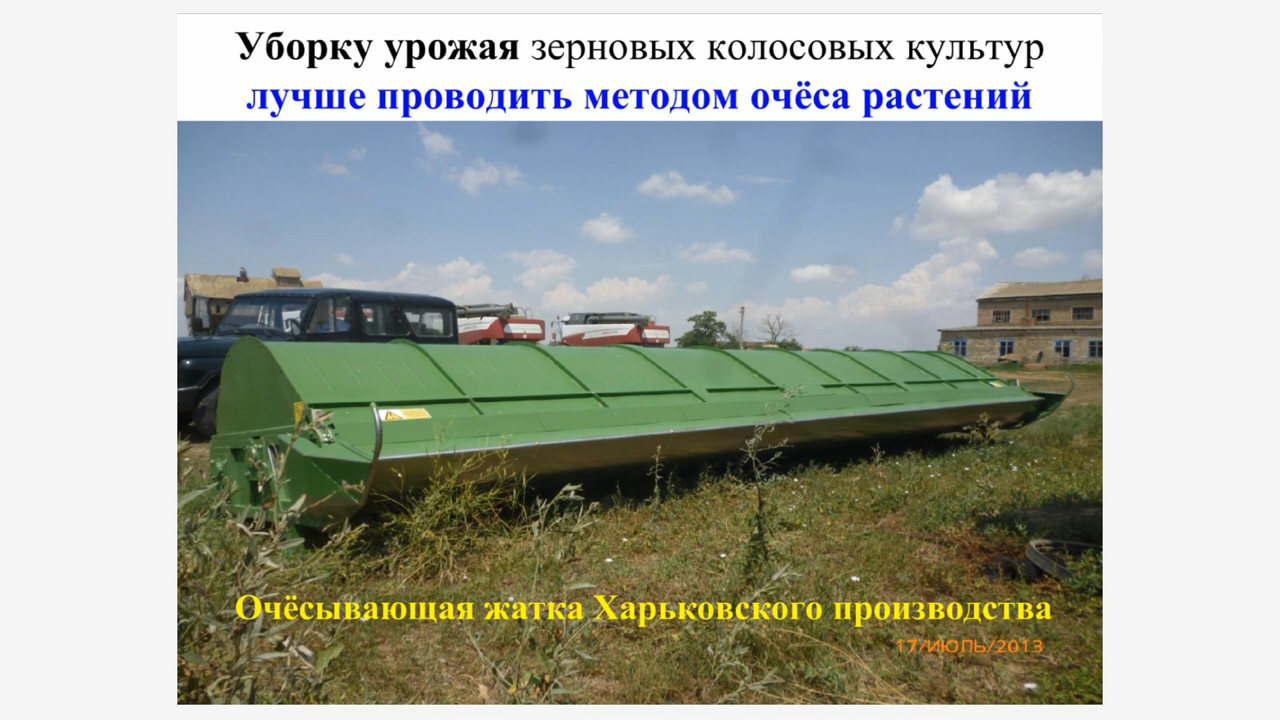 Уборку урожая зерновых колосовых культур
лучше проводить методом очёса растений
Очёсывающая жатка Харьковского производства
17/ИЮЛЬ/2013